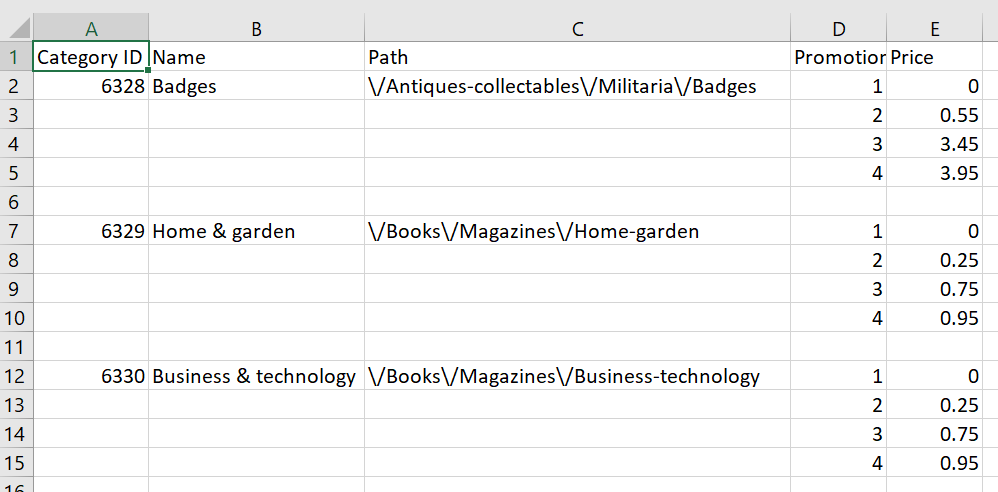 A B C D E
1 Category ID Name Path Promotior Price
2 6328 Badges \/Antiques-collectables\/Militaria\/Badges 1 0
3 2 0.55
4 3 3.45
5 4 3.95
6
7 6329 Home & garden \/Books\/Magazines\/Home-garden 1 0
8 2 0.25
9 3 0.75
10 4 0.95
11
12 6330 Business & technology \/Books\/Magazines\/Business-technology 1 0
13 2 0.25
14 3 0.75
15 4 0.95
16